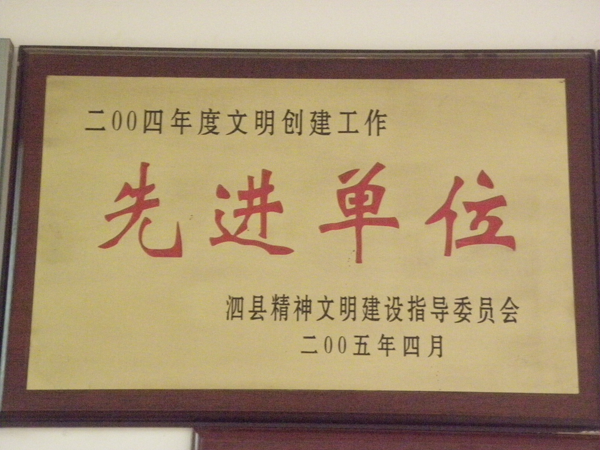 二00四年度文明创建工作
先进单位
泗县精神文明建设指导委员会
二00五年四月